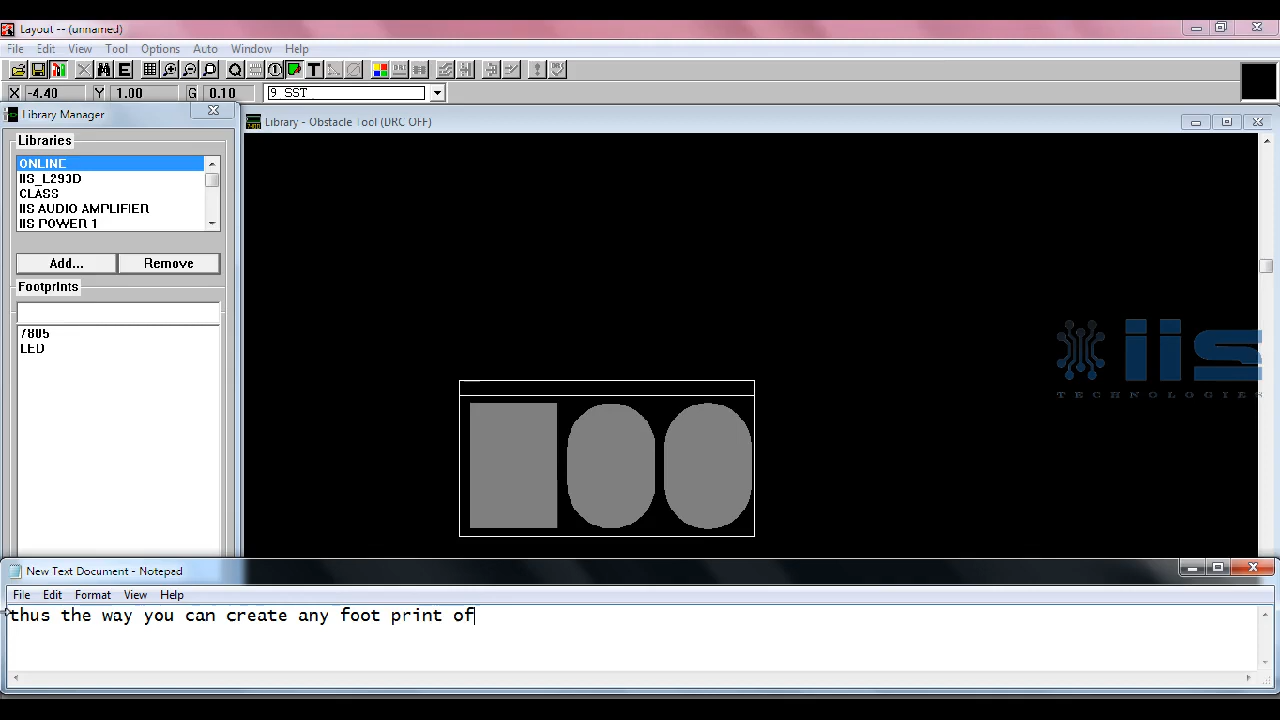 Layout -- (unnamed)
File Edit View Tool Options Auto Window Help
X -4.40 Y 1.00 G 0.10 9 SST
Library Manager
Library - Obstacle Tool (DRC OFF)
Libraries
ONLINE
IIS_L293D
CLASS
IIS AUDIO AMPLIFIER
IIS POWER 1
Add... Remove
Footprints
7805
LED
iis
TECHNOLOGIES
New Text Document - Notepad
File Edit Format View Help
thus the way you can create any foot print of